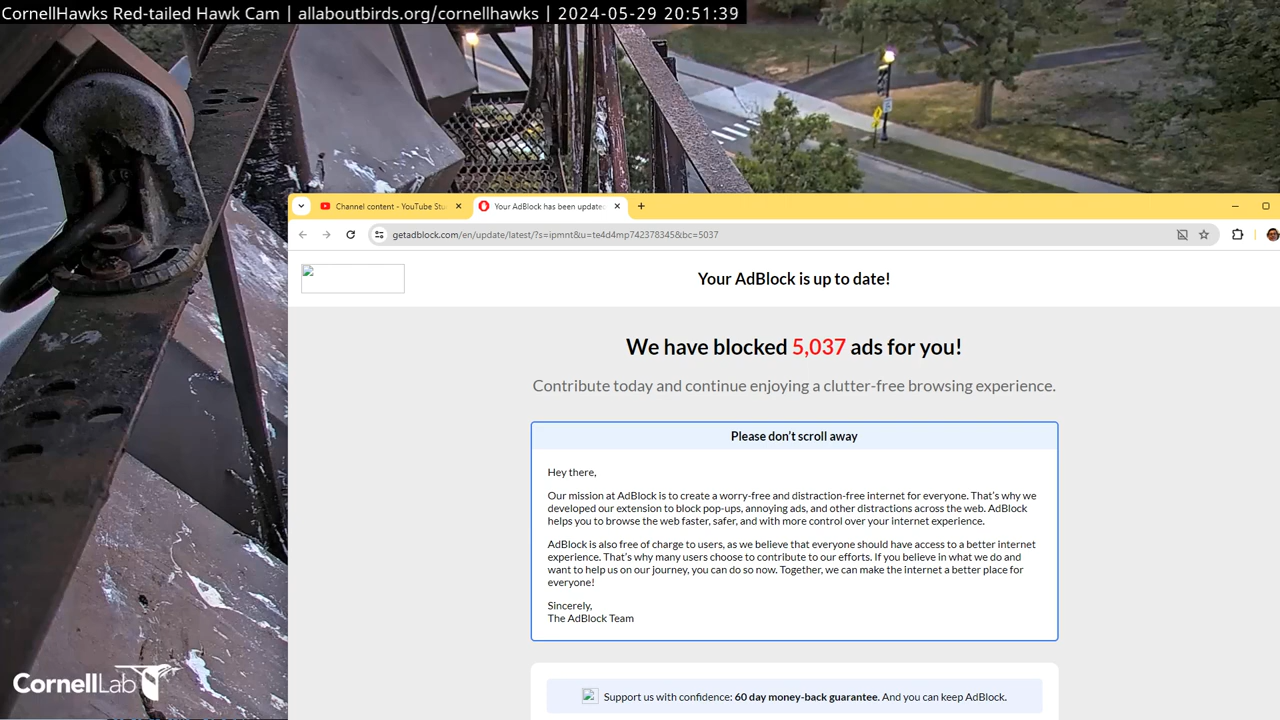 CornellHawks Red-tailed Hawk Cam | allaboutbirds.org/cornellhawks | 2024-05-29 20:51:39
Channel content - YouTube Stu
Your AdBlock has been update
getadblock.com/en/update/latest/?s=ipmnt&u=te4d4mp742378345&bc=5037
Your AdBlock is up to date!
We have blocked 5,037 ads for you!
Contribute today and continue enjoying a clutter-free browsing experience.
Please don't scroll away
Hey there,
Our mission at AdBlock is to create a worry-free and distraction-free internet for everyone. That's why we
developed our extension to block pop-ups, annoying ads, and other distractions across the web. AdBlock
helps you to browse the web faster, safer, and with more control over your internet experience.
AdBlock is also free of charge to users, as we believe that everyone should have access to a better internet
experience. That's why many users choose to contribute to our efforts. If you believe in what we do and
want to help us on our journey, you can do so now. Together, we can make the internet a better place for
everyone!
Sincerely,
The AdBlock Team
Support us with confidence: 60 day money-back guarantee. And you can keep AdBlock.
CornellLab